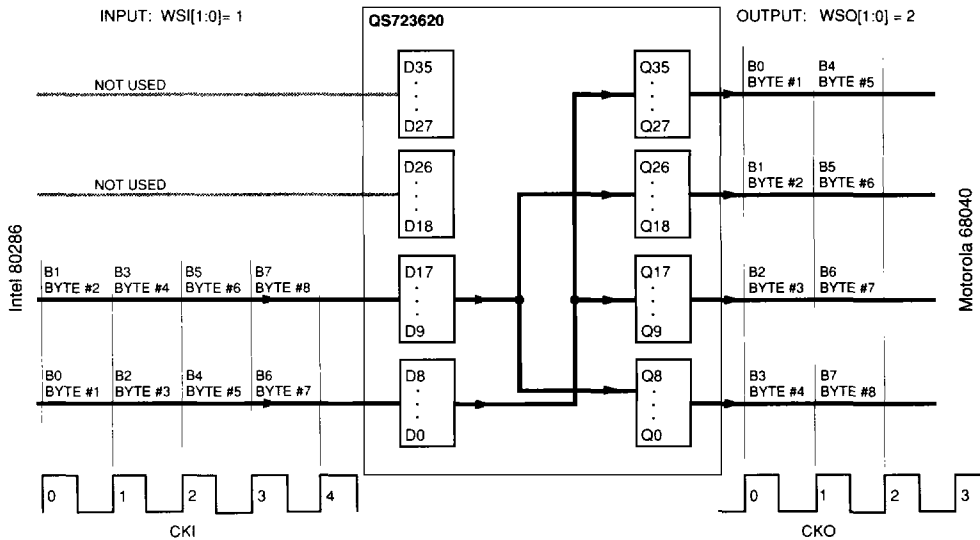 INPUT: WSI[1:0]= 1
QS723620
OUTPUT: WSO[1:0] = 2
NOT USED
D35
D27
Q35
Q27
B0 B4
BYTE #1 BYTE #5
NOT USED
D26
D18
Q26
Q18
B1 B5
BYTE #2 BYTE #6
Intel 80286
B1 B3 B5 B7
BYTE #2 BYTE #4 BYTE #6 BYTE #8
D17
D9
Q17
Q9
B2 B6
BYTE #3 BYTE #7
Motorola 68040
B0 B2 B4 B6
BYTE #1 BYTE #3 BYTE #5 BYTE #7
D8
D0
Q8
Q0
B3 B7
BYTE #4 BYTE #8
0 1 2 3 4
CKI
0 1 2 3
CKO